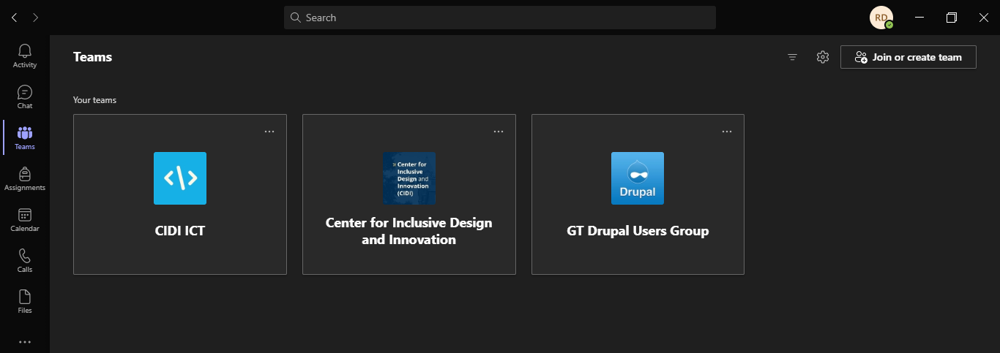 Search
RD
Activity
Chat
Teams
Assignments
Calendar
Calls
Files
Teams
Join or create team
Your teams
CIDI ICT
» Center for
Inclusive
Design and
Innovation
(CIDI)
Center for Inclusive Design
and Innovation
Drupal
GT Drupal Users Group